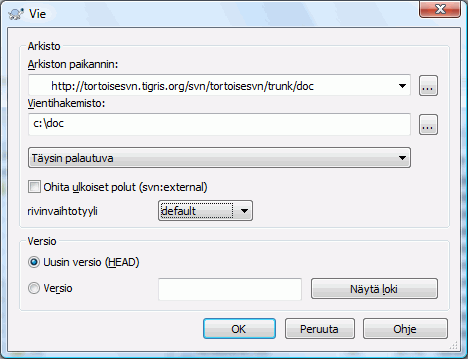 Vie
Arkisto
Arkiston paikannin:
http://tortoisesvn.tigris.org/svn/tortoisesvn/trunk/doc
...
Vientihakemisto:
c:\doc
...
Täysin palautuva
Ohita ulkoiset polut (svn:external)
rivinvaihtotyyli default
Versio
Uusin versio (HEAD)
Versio Näytä loki
OK Peruuta Ohje